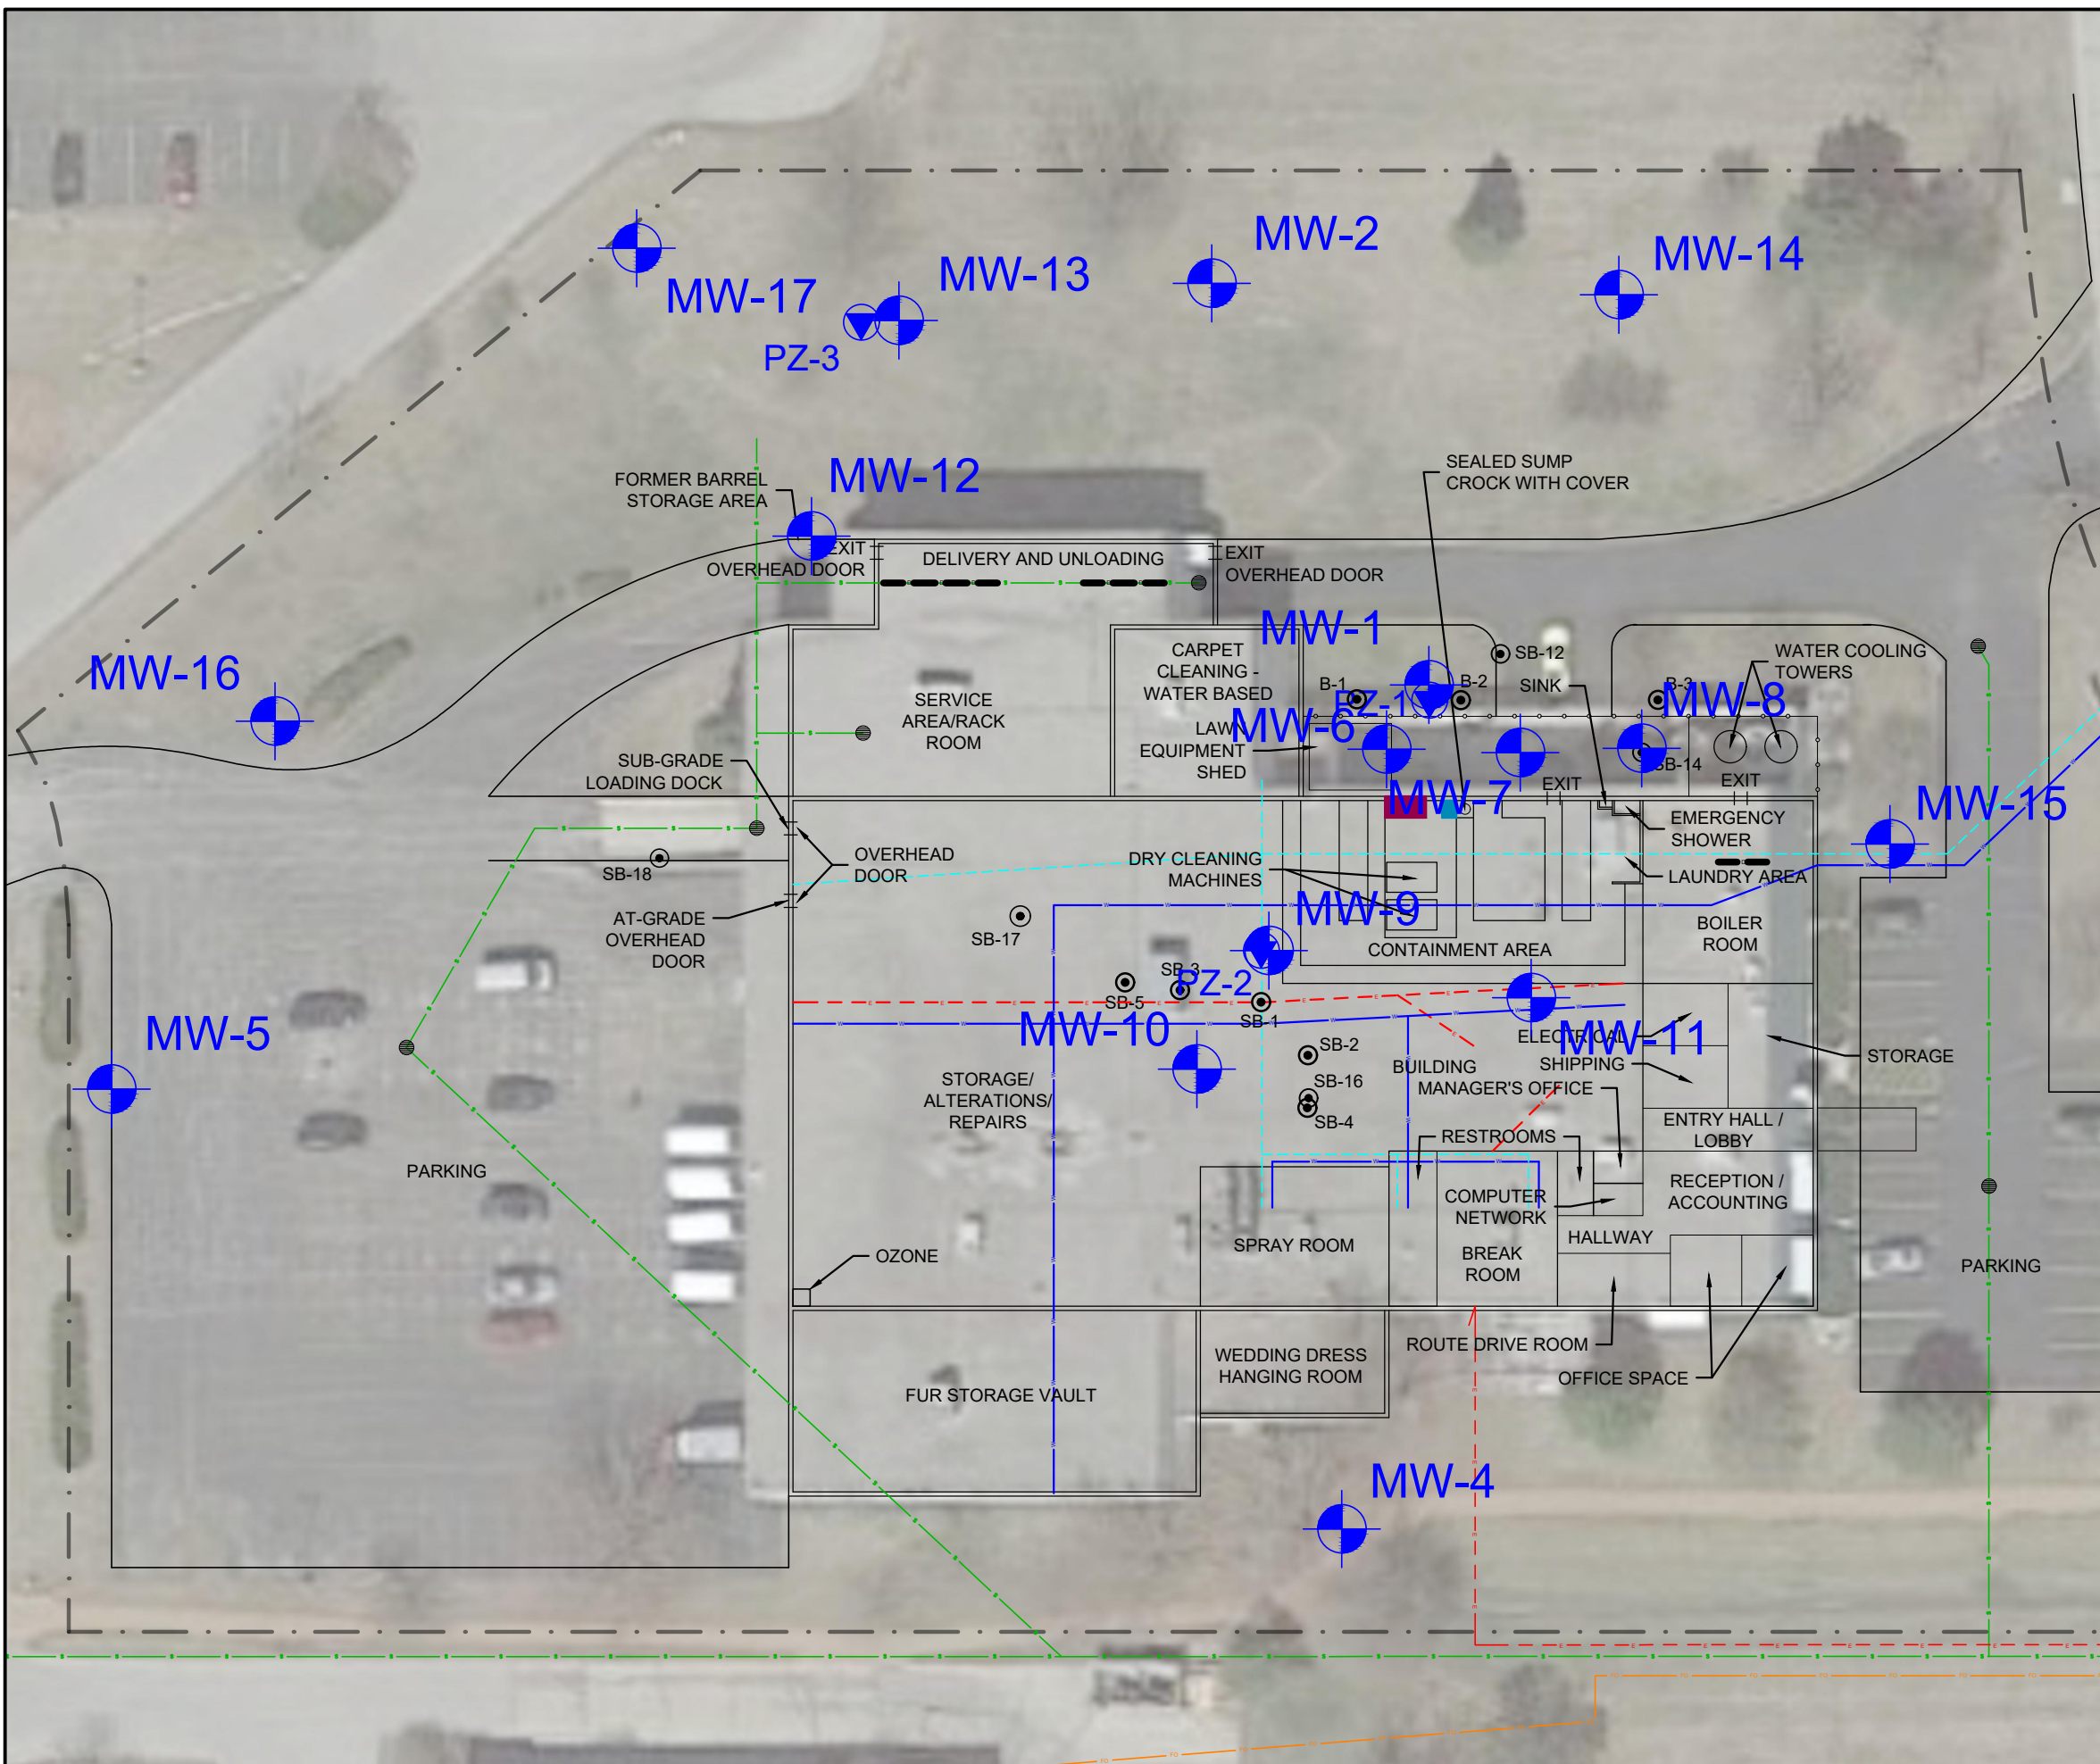 MW-2
MW-14
MW-13
MW-17
PZ-3
SEALED SUMP
CROCK WITH COVER
MW-12
FORMER BARREL
STORAGE AREA
EXIT
OVERHEAD DOOR
DELIVERY AND UNLOADING
EXIT
OVERHEAD DOOR
MW-1
CARPET
CLEANING -
WATER BASED
SB-12
WATER COOLING
TOWERS
MW-16
B-1
PZ-1
B-2
SINK
B-3
MW-8
SERVICE
AREA/RACK
ROOM
LAWN
EQUIPMENT
SHED
MW-6
SB-14
SUB-GRADE
LOADING DOCK
EXIT
EXIT
MW-7
MW-15
EMERGENCY
SHOWER
OVERHEAD
DOOR
DRY CLEANING
MACHINES
LAUNDRY AREA
SB-18
MW-9
AT-GRADE
OVERHEAD
DOOR
SB-17
BOILER
ROOM
CONTAINMENT AREA
SB-3
PZ-2
SB-5
SB-1
MW-5
MW-10
ELECTRICAL
MW-11
SB-2
STORAGE
SHIPPING
BUILDING
MANAGER'S OFFICE
SB-16
STORAGE/
ALTERATIONS/
REPAIRS
SB-4
ENTRY HALL /
LOBBY
RESTROOMS
PARKING
RECEPTION /
ACCOUNTING
COMPUTER
NETWORK
HALLWAY
SPRAY ROOM
OZONE
BREAK
ROOM
PARKING
ROUTE DRIVE ROOM
WEDDING DRESS
HANGING ROOM
OFFICE SPACE
FUR STORAGE VAULT
MW-4